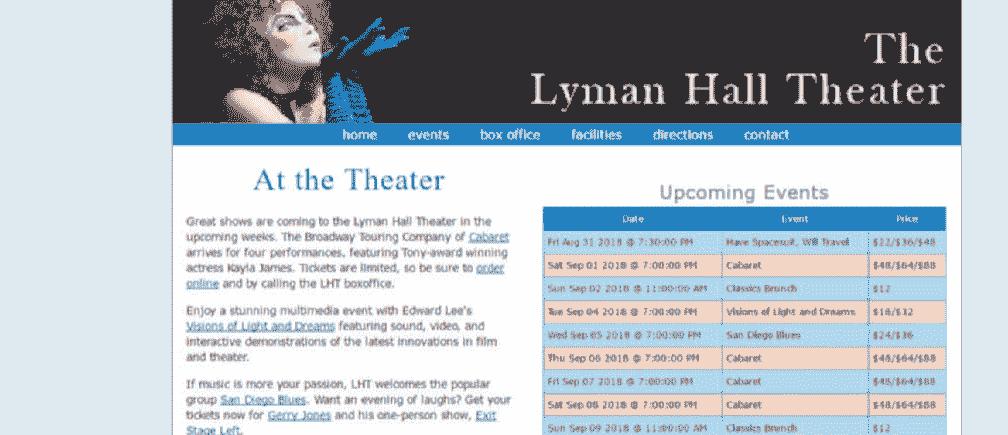 The
Lyman Hall Theater
home events box office facilities directions contact
At the Theater
Great shows are coming to the Lyman Hall Theater in the
upcoming weeks. The Broadway Touring Company of Cabaret
arrives for four performances, featuring Tony-award winning
actress Kayla James. Tickets are limited, so be sure to order
online and by calling the LHT boxoffice.
Enjoy a stunning multimedia event with Edward Lee's
Visions of Light and Dreams featuring sound, video, and
interactive demonstrations of the latest innovations in film
and theater.
If music is more your passion, LHT welcomes the popular
group San Diego Blues. Want an evening of laughs? Get your
tickets now for Gerry Jones and his one-person show, Exit
Stage Left.
Upcoming Events
Date Event Price
Fri Aug 31 2018 @ 7:30:00 PM Have Spacesuit, Will Travel $22/$36/$48
Sat Sep 01 2018 @ 7:00:00 PM Cabaret $48/$64/$88
Sun Sep 02 2018 @ 11:00:00 AM Classics Brunch $12
Tue Sep 04 2018 @ 7:00:00 PM Visions of Light and Dreams $18/$32
Wed Sep 05 2018 @ 7:00:00 PM San Diego Blues $24/$36
Thu Sep 06 2018 @ 7:00:00 PM Cabaret $48/$64/$88
Fri Sep 07 2018 @ 7:00:00 PM Cabaret $48/$64/$88
Sat Sep 08 2018 @ 7:00:00 PM Cabaret $48/$64/$88
Sun Sep 09 2018 @ 11:00:00 AM Classics Brunch $12